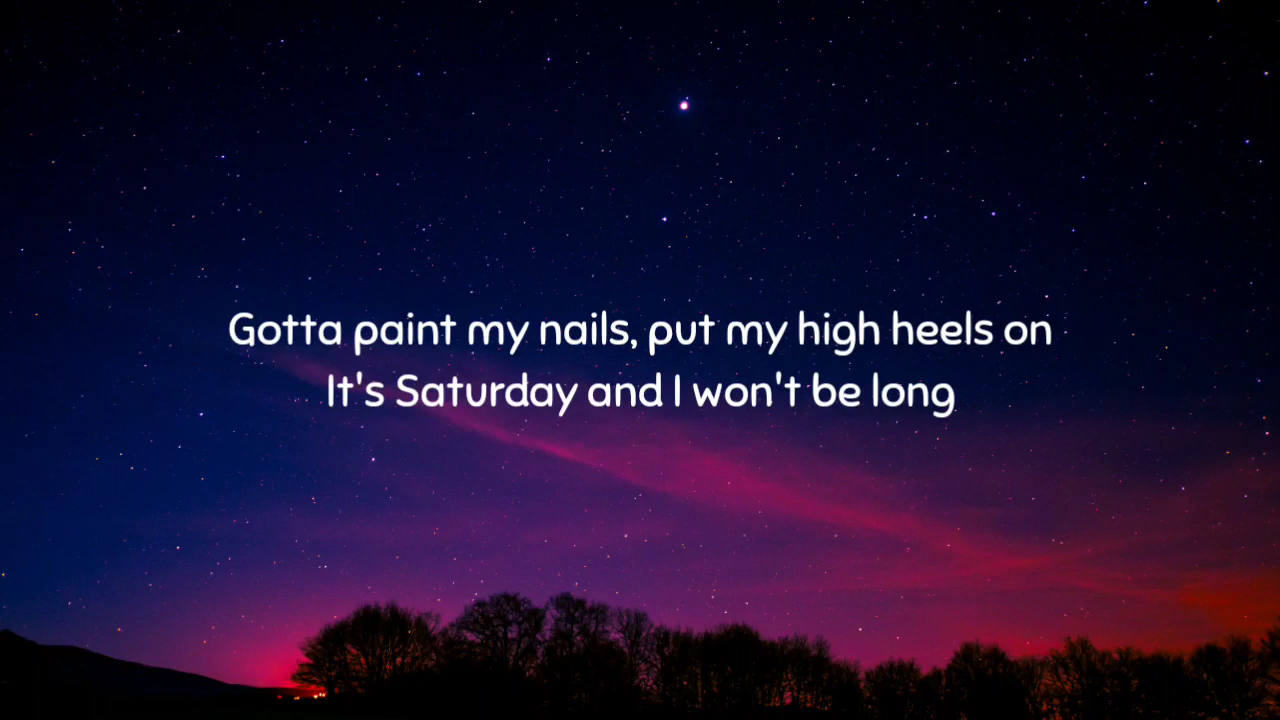 Gotta paint my nails, put my high heels on
It's Saturday and I won't be long